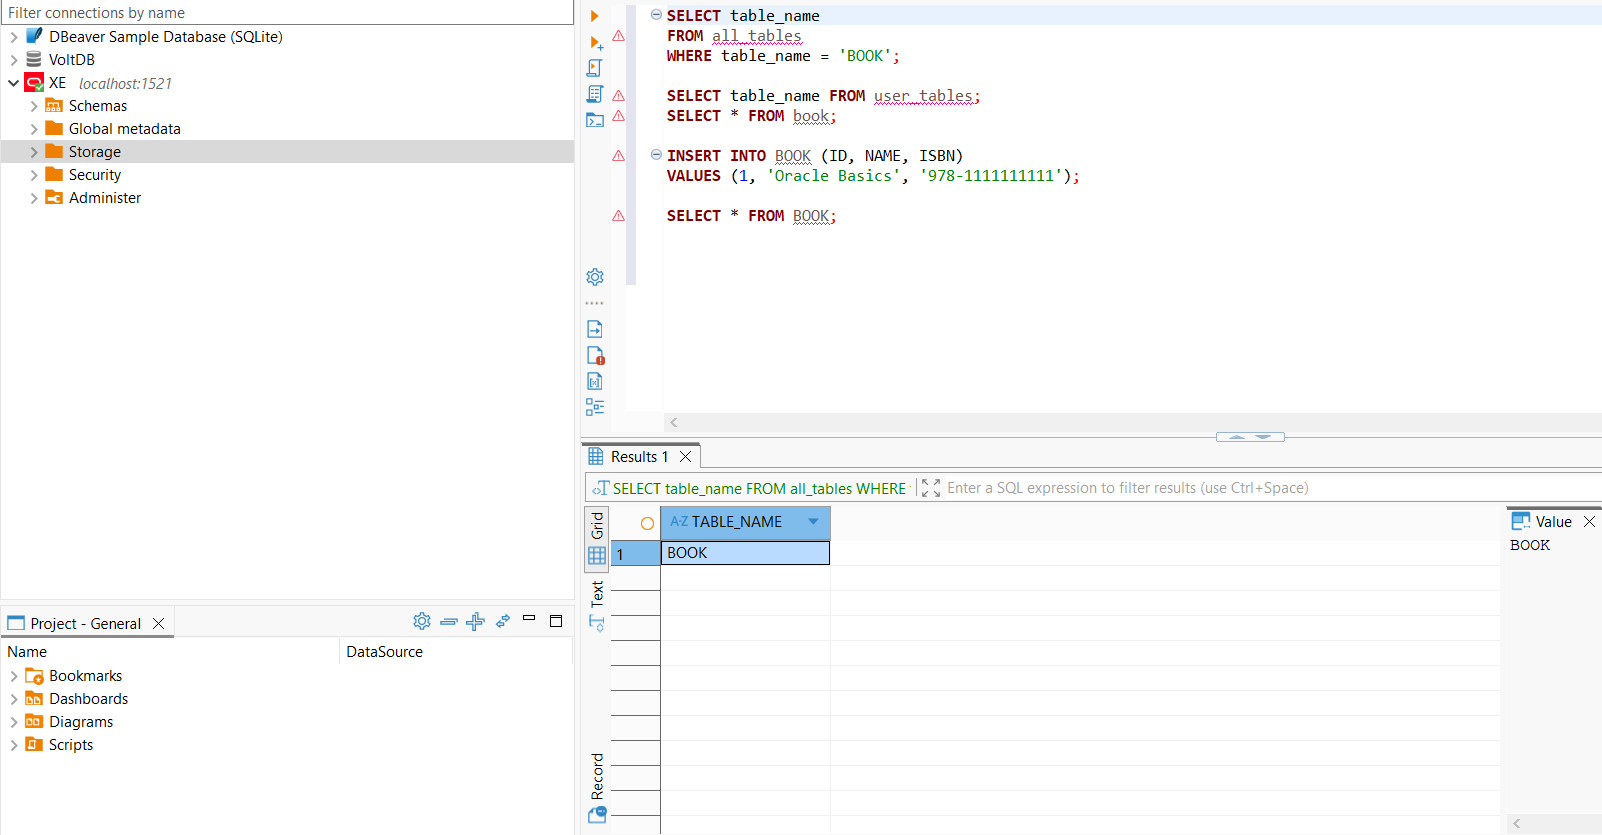 Filter connections by name
DBeaver Sample Database (SQLite)
VoltDB
XE localhost:1521
Schemas
Global metadata
Storage
Security
Administer
Project - General
Name DataSource
Bookmarks
Dashboards
Diagrams
Scripts
SELECT table_name
FROM all_tables
WHERE table_name = 'BOOK';
SELECT table_name FROM user_tables;
SELECT * FROM book;
INSERT INTO BOOK (ID, NAME, ISBN)
VALUES (1, 'Oracle Basics', '978-1111111111');
SELECT * FROM BOOK;
Results 1
SELECT table_name FROM all_tables WHERE Enter a SQL expression to filter results (use Ctrl+Space)
Grid
Text
Record
A-Z TABLE_NAME
1 BOOK
Value
BOOK